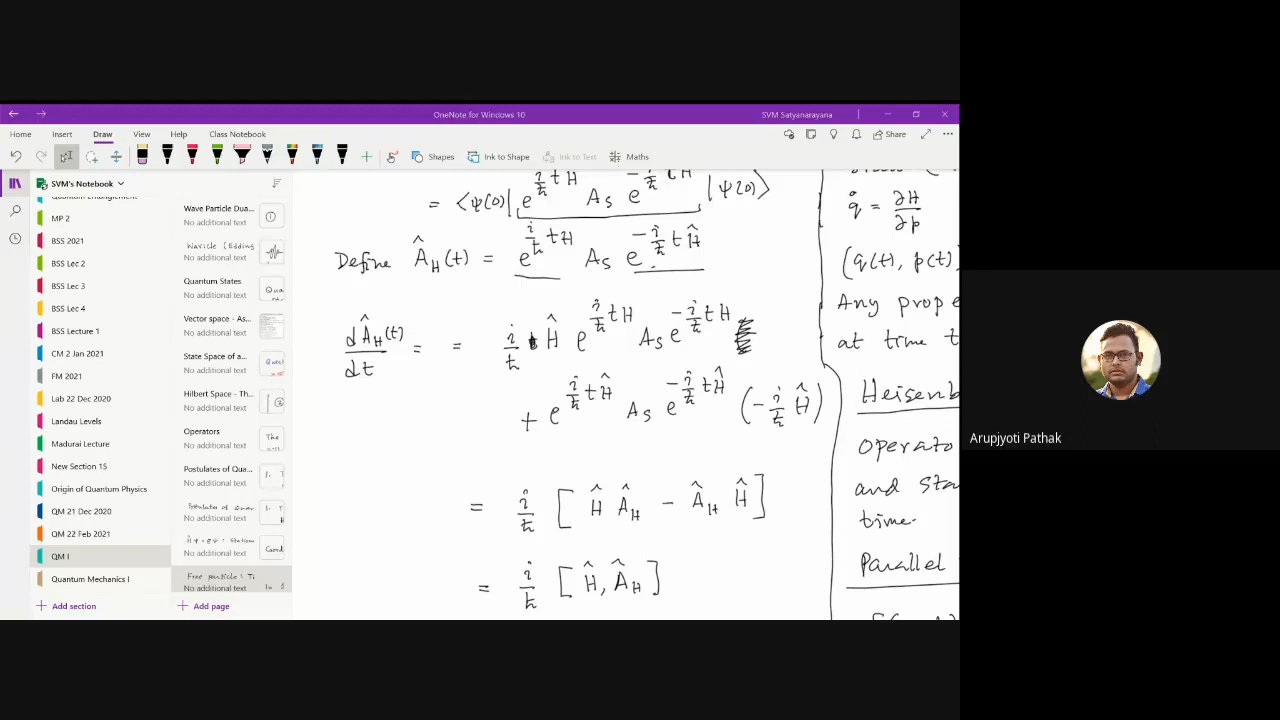 OneNote for Windows 10
SVM Satyanarayana
Home Insert Draw View Help Class Notebook
Share
Shapes Ink to Shape Ink to Text Maths
SVM's Notebook
MP 2
BSS 2021
BSS Lec 2
BSS Lec 3
BSS Lec 4
BSS Lecture 1
CM 2 Jan 2021
FM 2021
Lab 22 Dec 2020
Landau Levels
Madurai Lecture
New Section 15
Origin of Quantum Physics
QM 21 Dec 2020
QM 22 Feb 2021
QM I
Quantum Mechanics I
Add section
Wave Particle Dua...
No additional text
No additional text
Quantum States
No additional text
Vector space - As...
No additional text
State Space of a...
No additional text
Hilbert Space - Th...
No additional text
Operators
No additional text
Postulates of Qua...
No additional text
No additional text
No additional text
Free particle : Ti
No additional text
Add page
= ⟨ψ(0)| e^{i/ħ tH} A_S e^{-i/ħ tH} |ψ(0)⟩
Define Â_H(t) = e^{i/ħ tH} A_S e^{-i/ħ tĤ}
dÂ_H(t)/dt = = i/ħ Ĥ e^{i/ħ tH} A_S e^{-i/ħ tH}
+ e^{i/ħ tĤ} A_S e^{-i/ħ tĤ} (-i/ħ Ĥ)
= i/ħ [ Ĥ Â_H - Â_H Ĥ ]
= i/ħ [ Ĥ, Â_H ]
q̇ = ∂H/∂p
(q(t), p(t),
Any prope
at time t
Heisenb
operato
and sta
time.
Parallel
Arupjyoti Pathak